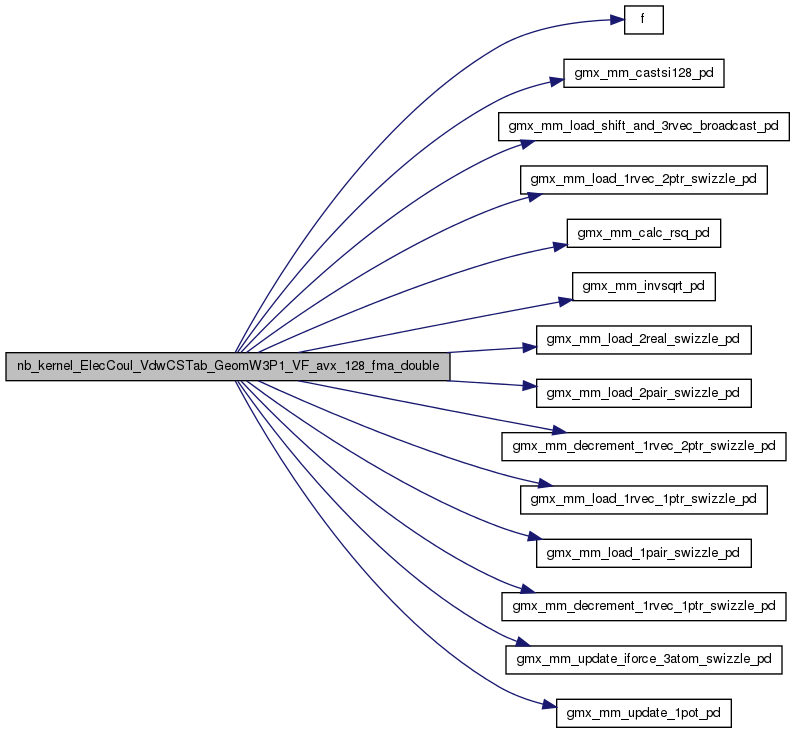 f
gmx_mm_castsi128_pd
gmx_mm_load_shift_and_3rvec_broadcast_pd
gmx_mm_load_1rvec_2ptr_swizzle_pd
gmx_mm_calc_rsq_pd
gmx_mm_invsqrt_pd
gmx_mm_load_2real_swizzle_pd
nb_kernel_ElecCoul_VdwCSTab_GeomW3P1_VF_avx_128_fma_double
gmx_mm_load_2pair_swizzle_pd
gmx_mm_decrement_1rvec_2ptr_swizzle_pd
gmx_mm_load_1rvec_1ptr_swizzle_pd
gmx_mm_load_1pair_swizzle_pd
gmx_mm_decrement_1rvec_1ptr_swizzle_pd
gmx_mm_update_iforce_3atom_swizzle_pd
gmx_mm_update_1pot_pd